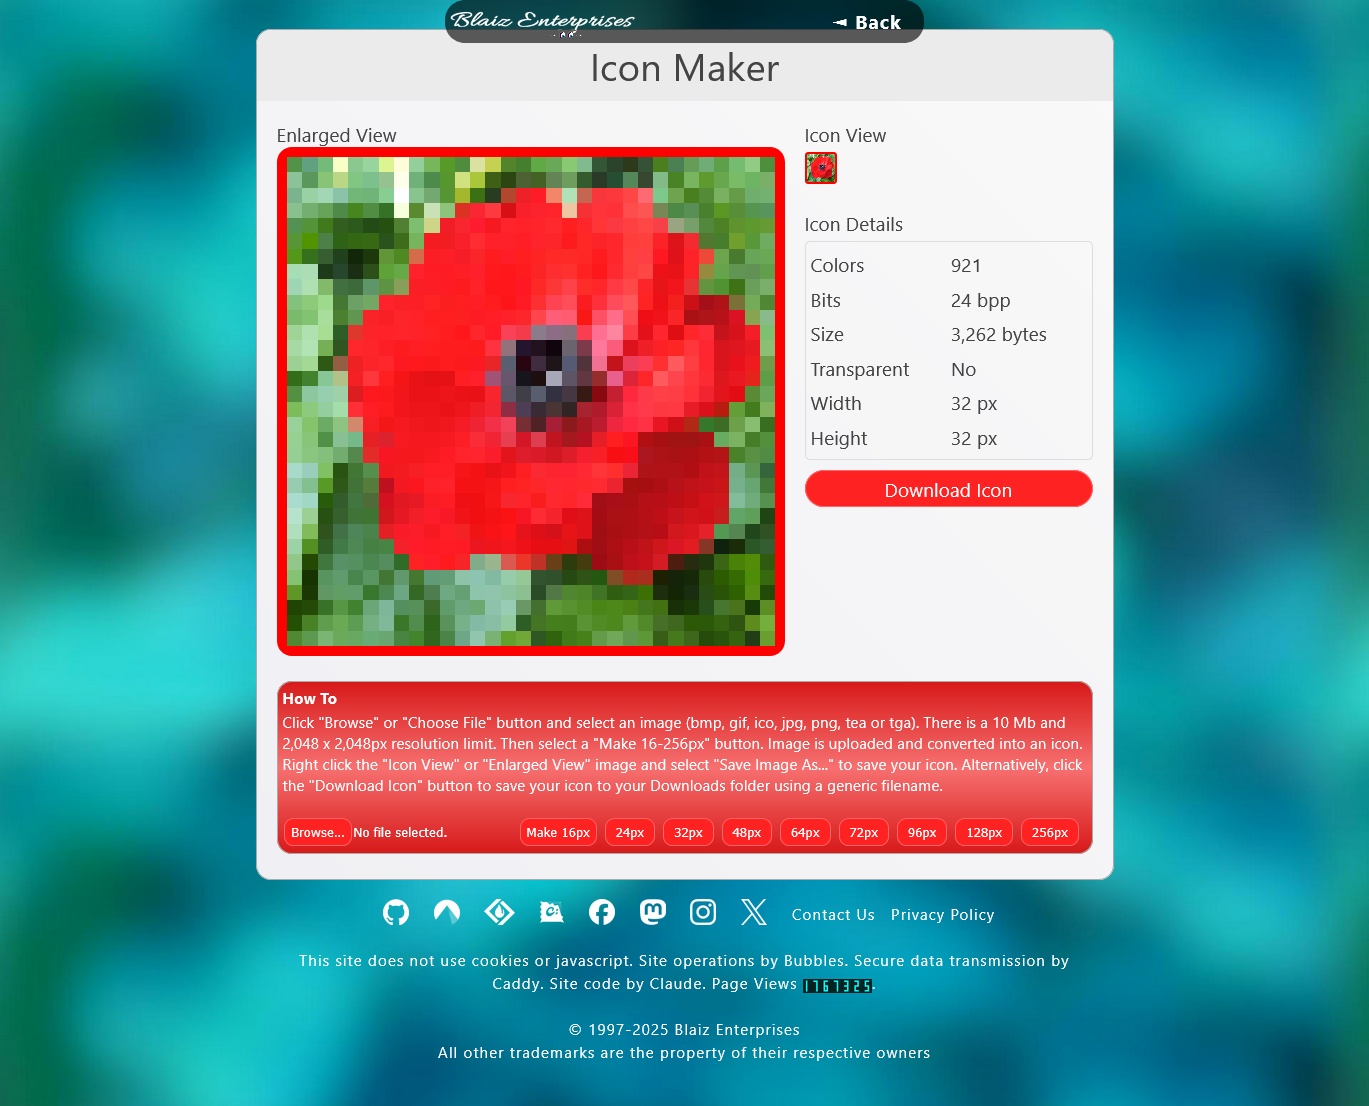 Blaiz Enterprises
◄ Back
Icon Maker
Enlarged View
Icon View
Icon Details
Colors 921
Bits 24 bpp
Size 3,262 bytes
Transparent No
Width 32 px
Height 32 px
Download Icon
How To
Click "Browse" or "Choose File" button and select an image (bmp, gif, ico, jpg, png, tea or tga). There is a 10 Mb and
2,048 x 2,048px resolution limit. Then select a "Make 16-256px" button. Image is uploaded and converted into an icon.
Right click the "Icon View" or "Enlarged View" image and select "Save Image As..." to save your icon. Alternatively, click
the "Download Icon" button to save your icon to your Downloads folder using a generic filename.
Browse... No file selected. Make 16px 24px 32px 48px 64px 72px 96px 128px 256px
Contact Us Privacy Policy
This site does not use cookies or javascript. Site operations by Bubbles. Secure data transmission by
Caddy. Site code by Claude. Page Views 1767325.
© 1997-2025 Blaiz Enterprises
All other trademarks are the property of their respective owners